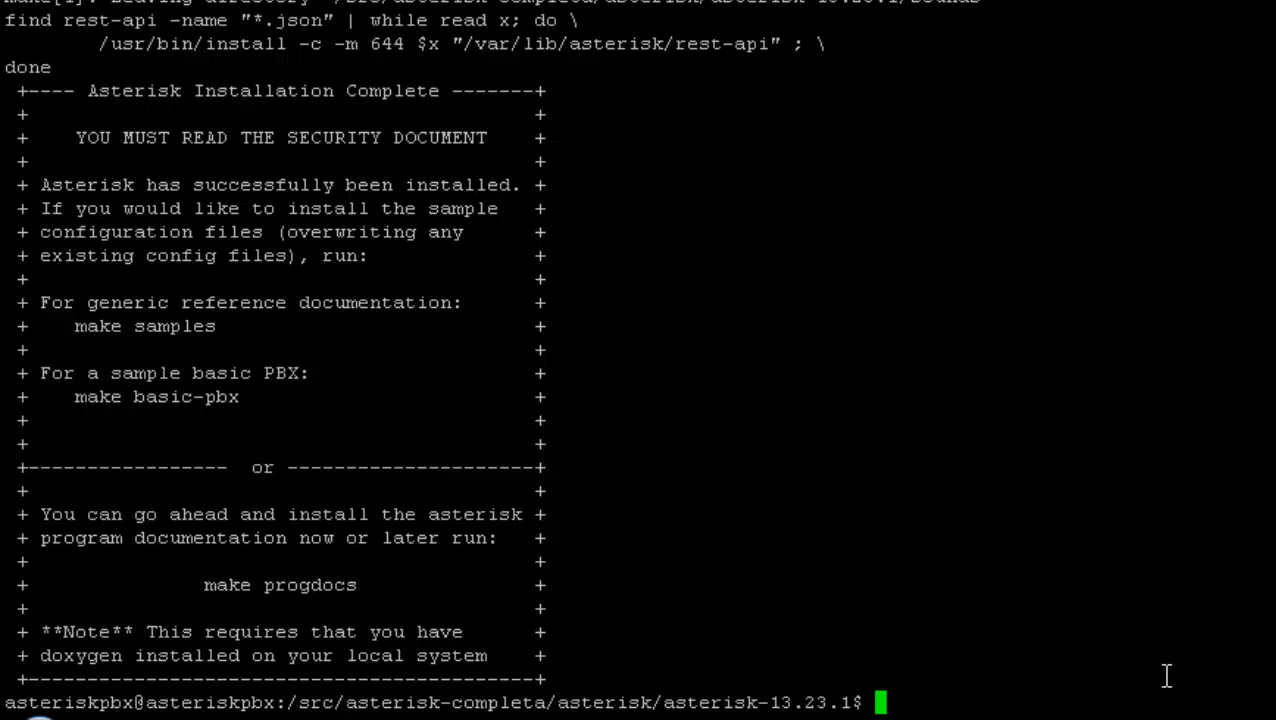 find rest-api -name "*.json" | while read x; do \
/usr/bin/install -c -m 644 $x "/var/lib/asterisk/rest-api" ; \
done
+---- Asterisk Installation Complete -------+
+ +
+ YOU MUST READ THE SECURITY DOCUMENT +
+ +
+ Asterisk has successfully been installed. +
+ If you would like to install the sample +
+ configuration files (overwriting any +
+ existing config files), run: +
+ +
+ For generic reference documentation: +
+ make samples +
+ +
+ For a sample basic PBX: +
+ make basic-pbx +
+ +
+ +
+----------------- or ---------------------+
+ +
+ You can go ahead and install the asterisk +
+ program documentation now or later run: +
+ +
+ make progdocs +
+ +
+ **Note** This requires that you have +
+ doxygen installed on your local system +
+-------------------------------------------+
asteriskpbx@asteriskpbx:/src/asterisk-completa/asterisk/asterisk-13.23.1$